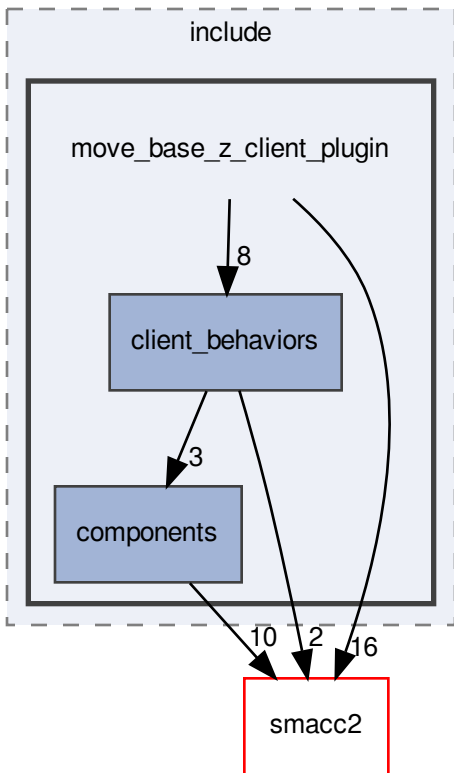 include
move_base_z_client_plugin
8
client_behaviors
3
components
10
2
16
smacc2